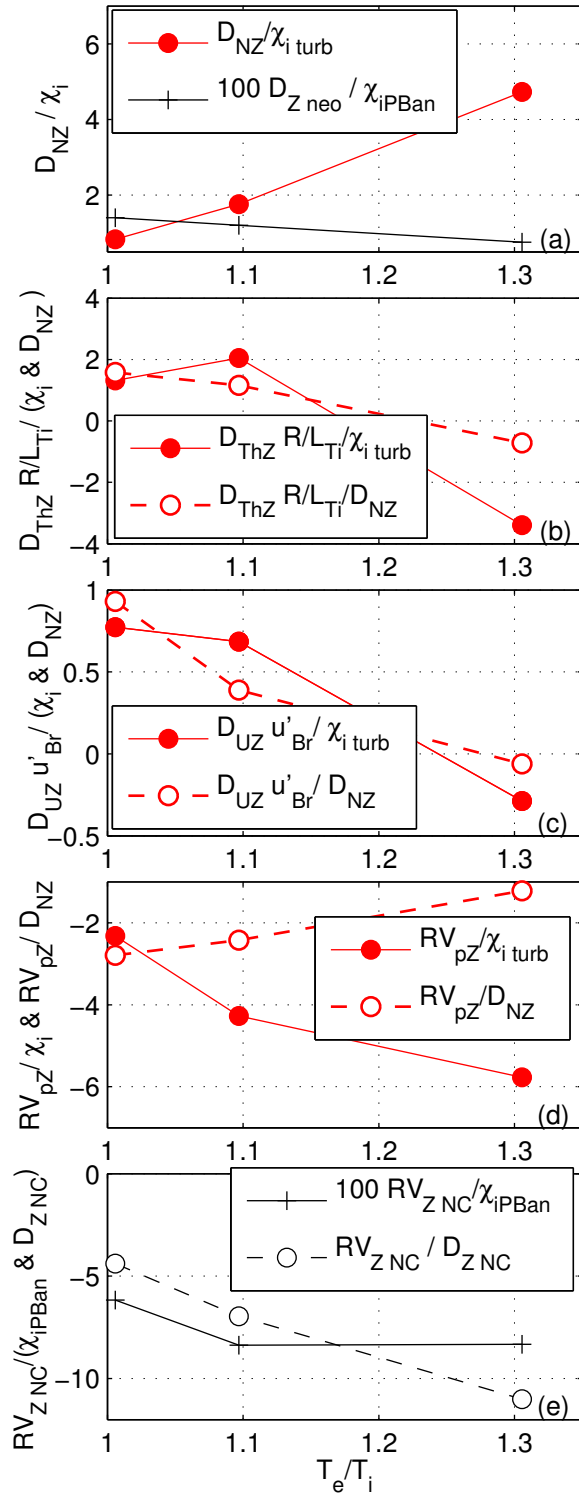 D_NZ / χ_i
6
4
2
D_NZ/χ_i turb
100 D_Z neo / χ_iPBan
(a)
1
1.1
1.2
1.3
D_ThZ R/L_Ti/ (χ_i & D_NZ)
4
2
0
−2
−4
D_ThZ R/L_Ti/χ_i turb
D_ThZ R/L_Ti/D_NZ
(b)
1
1.1
1.2
1.3
D_UZ u'_Br/ (χ_i & D_NZ)
1
0.5
0
−0.5
D_UZ u'_Br/ χ_i turb
D_UZ u'_Br/ D_NZ
(c)
1
1.1
1.2
1.3
RV_pZ/ χ_i & RV_pZ/ D_NZ
−2
−4
−6
RV_pZ/χ_i turb
RV_pZ/D_NZ
(d)
1
1.1
1.2
1.3
RV_Z NC/(χ_iPBan & D_Z NC)
0
−5
−10
100 RV_Z NC/χ_iPBan
RV_Z NC / D_Z NC
(e)
1
1.1
1.2
1.3
T_e/T_i